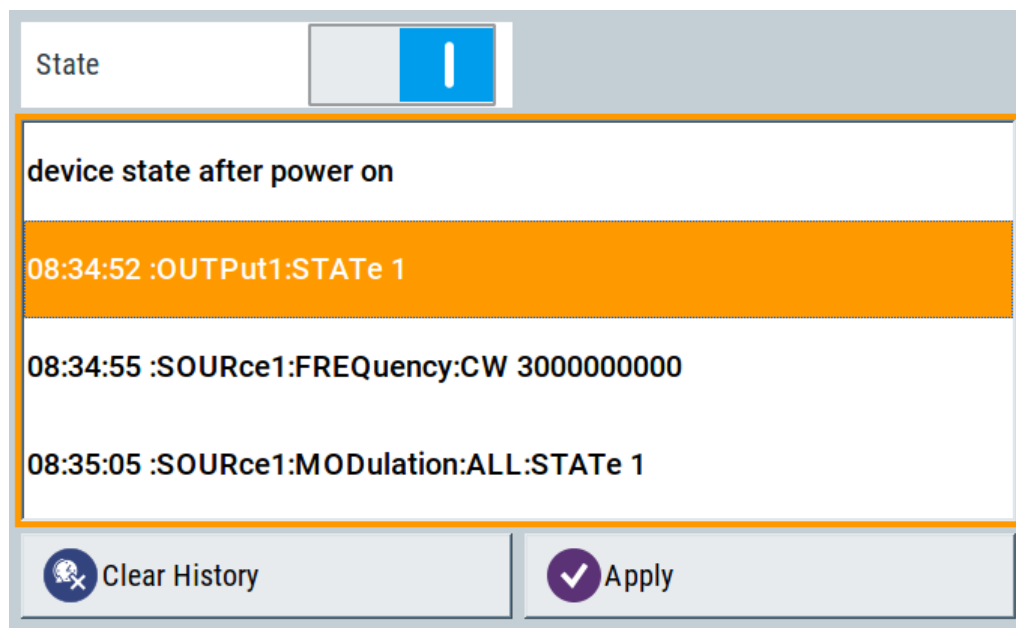 State
device state after power on
08:34:52 :OUTPut1:STATe 1
08:34:55 :SOURce1:FREQuency:CW 3000000000
08:35:05 :SOURce1:MODulation:ALL:STATe 1
Clear History
Apply